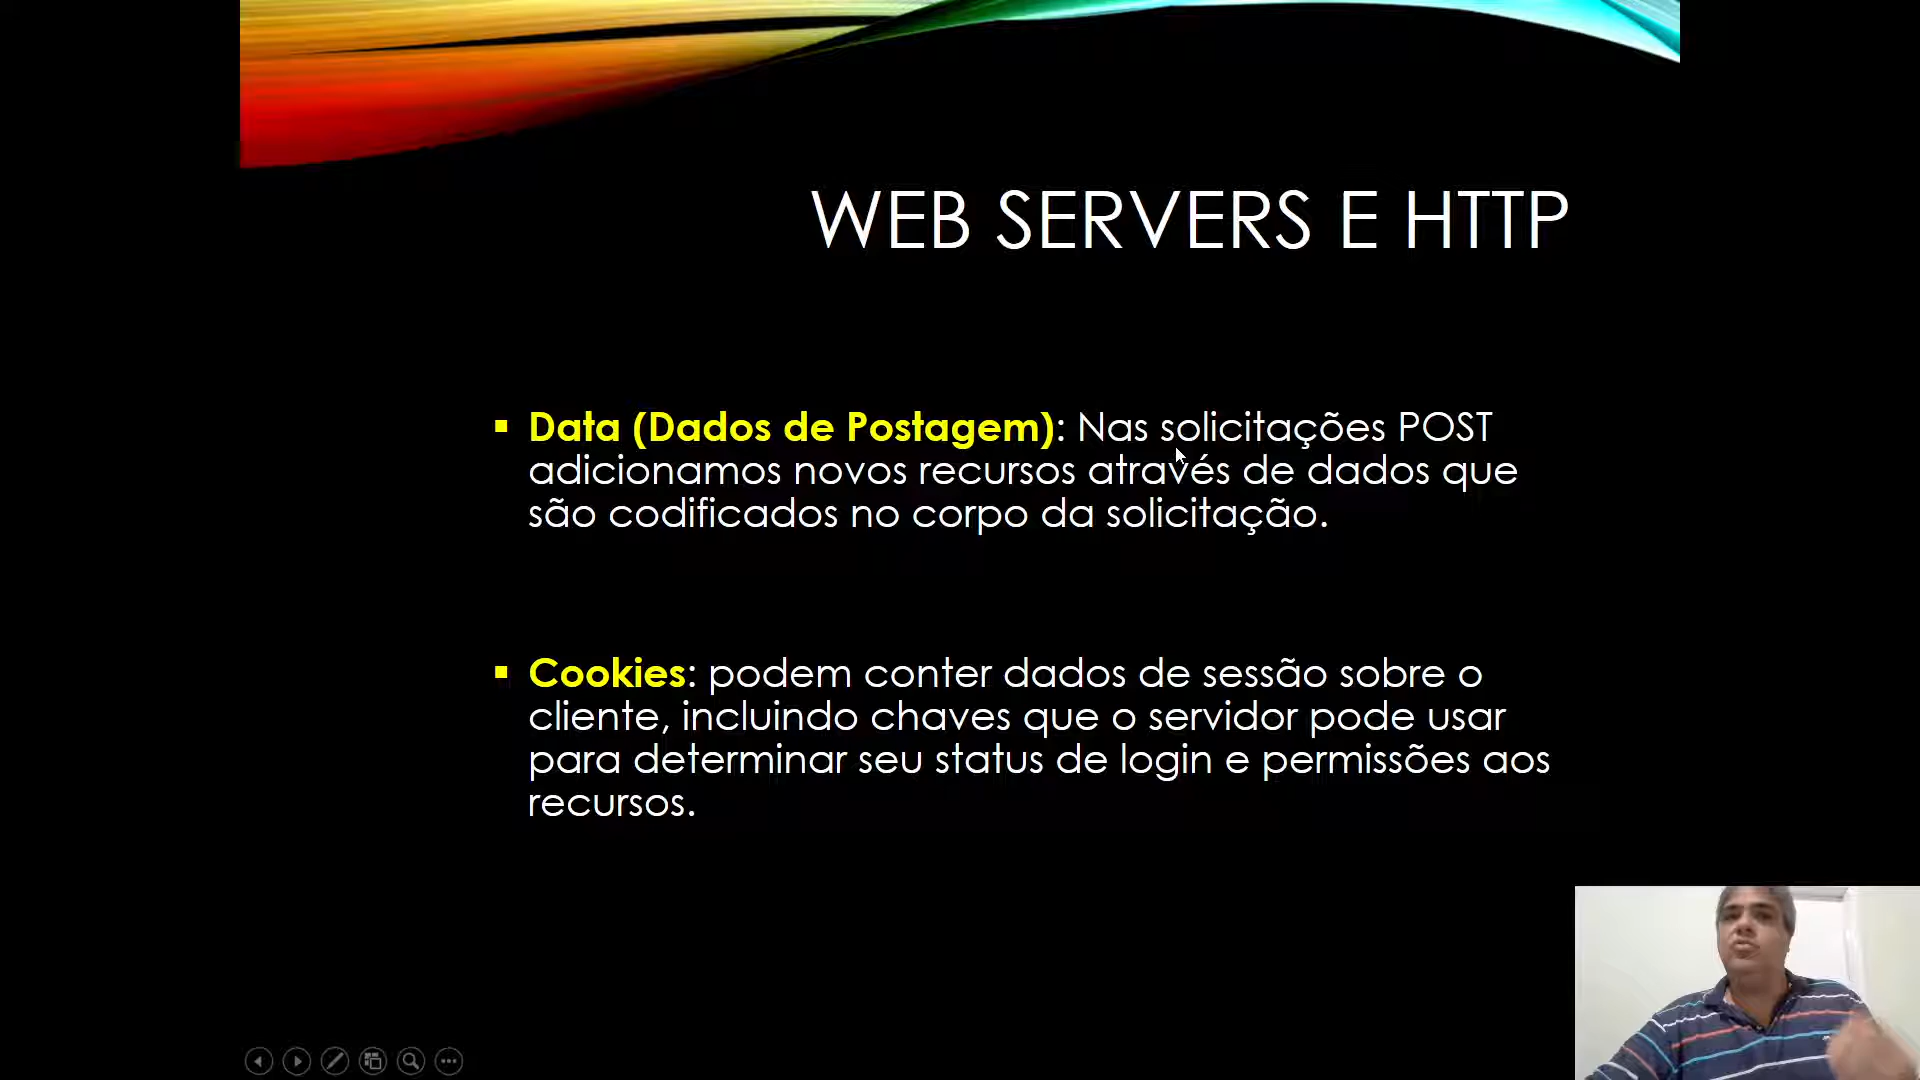 WEB SERVERS E HTTP
▪ Data (Dados de Postagem): Nas solicitações POST
adicionamos novos recursos através de dados que
são codificados no corpo da solicitação.
▪ Cookies: podem conter dados de sessão sobre o
cliente, incluindo chaves que o servidor pode usar
para determinar seu status de login e permissões aos
recursos.